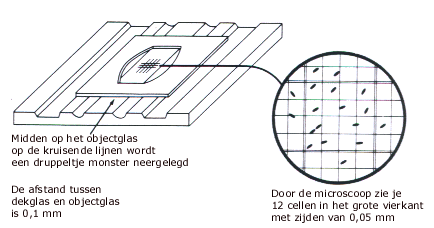 Midden op het objectglas
op de kruisende lijnen wordt
een druppeltje monster neergelegd
De afstand tussen
dekglas en objectglas
is 0,1 mm
Door de microscoop zie je
12 cellen in het grote vierkant
met zijden van 0,05 mm